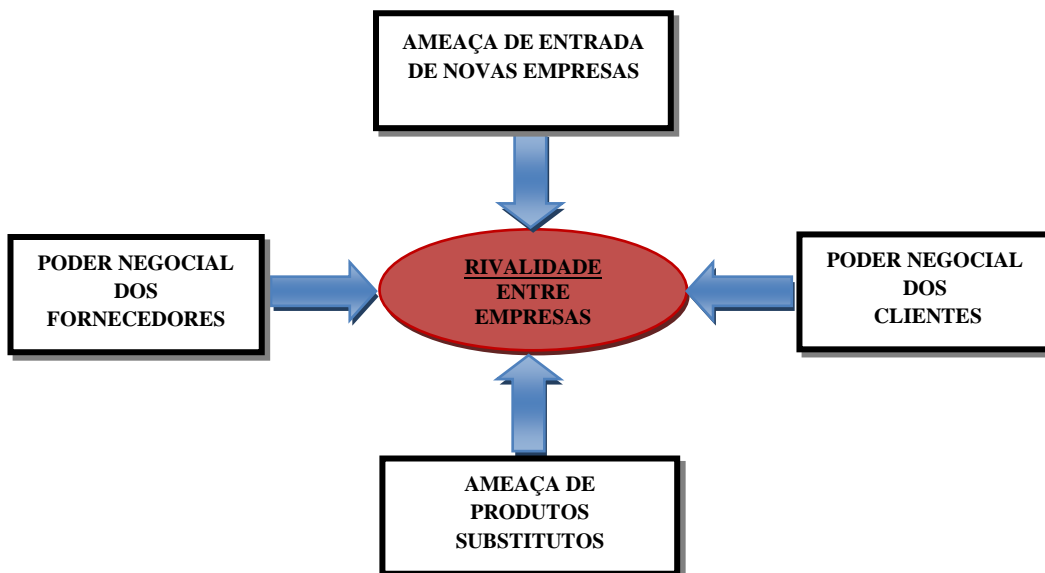 AMEAÇA DE ENTRADA
DE NOVAS EMPRESAS
PODER NEGOCIAL
DOS
FORNECEDORES
RIVALIDADE
ENTRE
EMPRESAS
PODER NEGOCIAL
DOS
CLIENTES
AMEAÇA DE
PRODUTOS
SUBSTITUTOS